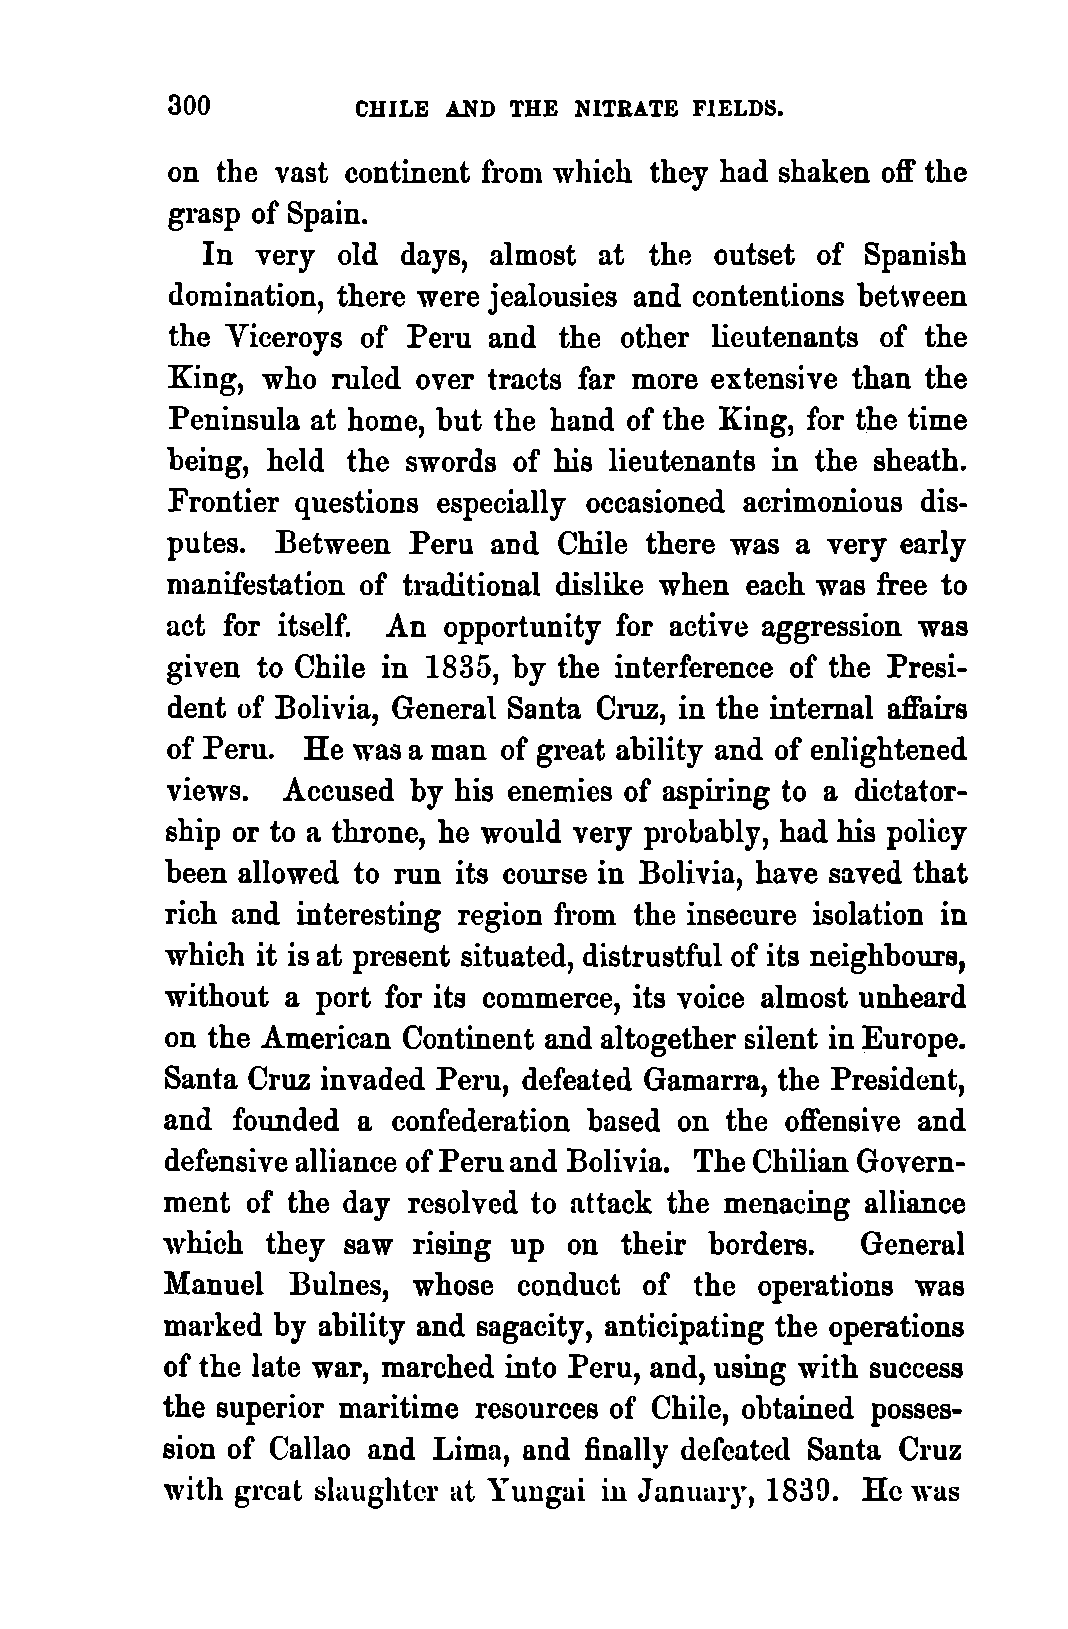 300 CHILE AND THE NITRATE FIELDS.
on the vast continent from which they had shaken off the
grasp of Spain.
In very old days, almost at the outset of Spanish
domination, there were jealousies and contentions between
the Viceroys of Peru and the other lieutenants of the
King, who ruled over tracts far more extensive than the
Peninsula at home, but the hand of the King, for the time
being, held the swords of his lieutenants in the sheath.
Frontier questions especially occasioned acrimonious dis-
putes. Between Peru and Chile there was a very early
manifestation of traditional dislike when each was free to
act for itself. An opportunity for active aggression was
given to Chile in 1835, by the interference of the Presi-
dent of Bolivia, General Santa Cruz, in the internal affairs
of Peru. He was a man of great ability and of enlightened
views. Accused by his enemies of aspiring to a dictator-
ship or to a throne, he would very probably, had his policy
been allowed to run its course in Bolivia, have saved that
rich and interesting region from the insecure isolation in
which it is at present situated, distrustful of its neighbours,
without a port for its commerce, its voice almost unheard
on the American Continent and altogether silent in Europe.
Santa Cruz invaded Peru, defeated Gamarra, the President,
and founded a confederation based on the offensive and
defensive alliance of Peru and Bolivia. The Chilian Govern-
ment of the day resolved to attack the menacing alliance
which they saw rising up on their borders. General
Manuel Bulnes, whose conduct of the operations was
marked by ability and sagacity, anticipating the operations
of the late war, marched into Peru, and, using with success
the superior maritime resources of Chile, obtained posses-
sion of Callao and Lima, and finally defeated Santa Cruz
with great slaughter at Yungai in January, 1839. He was